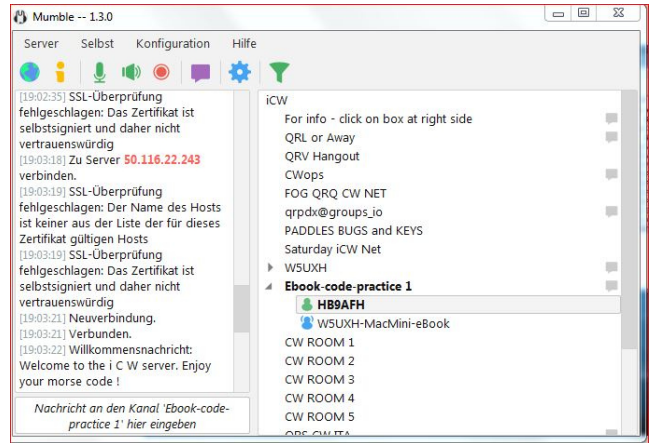 Mumble -- 1.3.0
Server Selbst Konfiguration Hilfe
[19:02:35] SSL-Überprüfung
fehlgeschlagen: Das Zertifikat ist
selbstsigniert und daher nicht
vertrauenswürdig
[19:03:18] Zu Server 50.116.22.243
verbinden.
[19:03:19] SSL-Überprüfung
fehlgeschlagen: Der Name des Hosts
ist keiner aus der Liste der für dieses
Zertifikat gültigen Hosts
[19:03:19] SSL-Überprüfung
fehlgeschlagen: Das Zertifikat ist
selbstsigniert und daher nicht
vertrauenswürdig
[19:03:21] Neuverbindung.
[19:03:21] Verbunden.
[19:03:22] Willkommensnachricht:
Welcome to the i C W server. Enjoy
your morse code !
Nachricht an den Kanal 'Ebook-code-
practice 1' hier eingeben
iCW
For info - click on box at right side
QRL or Away
QRV Hangout
CWops
FOG QRQ CW NET
qrpdx@groups_io
PADDLES BUGS and KEYS
Saturday iCW Net
W5UXH
Ebook-code-practice 1
HB9AFH
W5UXH-MacMini-eBook
CW ROOM 1
CW ROOM 2
CW ROOM 3
CW ROOM 4
CW ROOM 5
QRS CW ITA